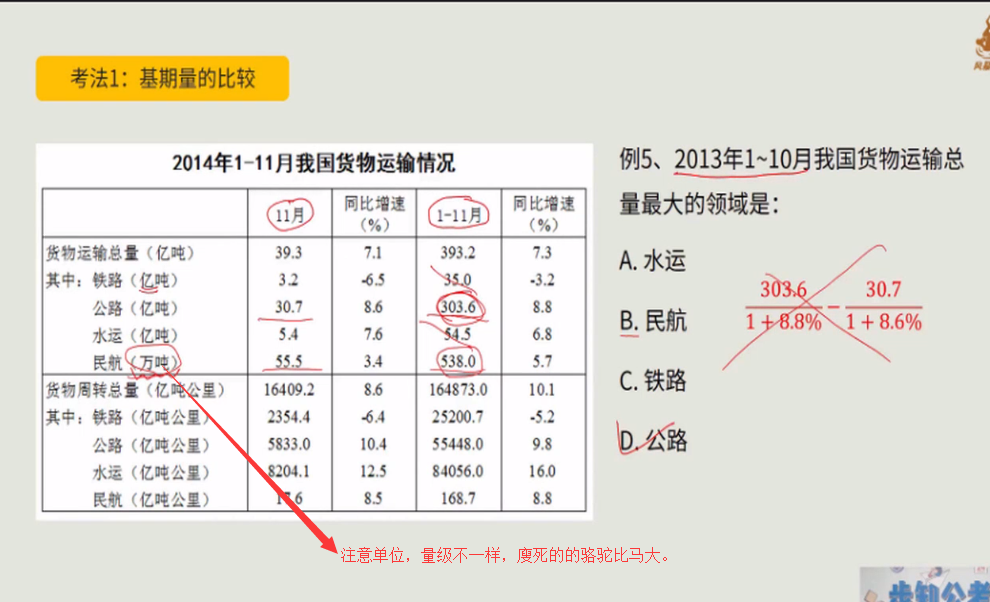 考法1：基期量的比较
2014年1-11月我国货物运输情况
11月 同比增速（%） 1-11月 同比增速（%）
货物运输总量（亿吨） 39.3 7.1 393.2 7.3
其中：铁路（亿吨） 3.2 -6.5 35.0 -3.2
公路（亿吨） 30.7 8.6 303.6 8.8
水运（亿吨） 5.4 7.6 54.5 6.8
民航（万吨） 55.5 3.4 538.0 5.7
货物周转总量（亿吨公里） 16409.2 8.6 164873.0 10.1
其中：铁路（亿吨公里） 2354.4 -6.4 25200.7 -5.2
公路（亿吨公里） 5833.0 10.4 55448.0 9.8
水运（亿吨公里） 8204.1 12.5 84056.0 16.0
民航（亿吨公里） 17.6 8.5 168.7 8.8
例5、2013年1~10月我国货物运输总
量最大的领域是：
A. 水运
B. 民航
C. 铁路
D. 公路
303.6 30.7
— − —
1+8.8% 1+8.6%
注意单位，量级不一样，廋死的的骆驼比马大。
步知公考